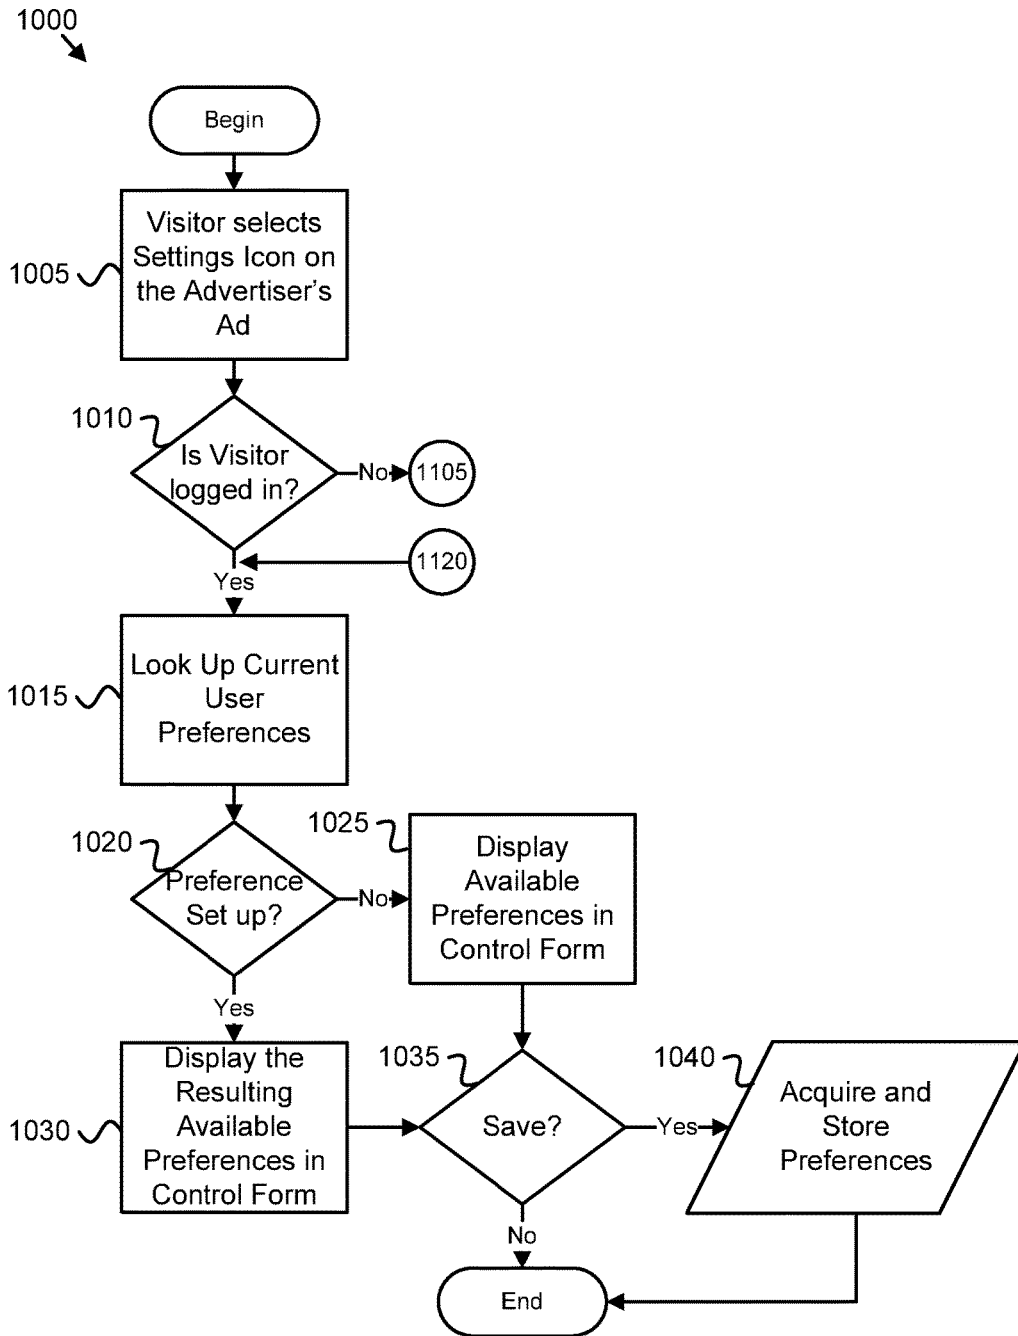 1000
Begin
Visitor selects
Settings Icon on
the Advertiser's
Ad
1005
1010
Is Visitor
logged in?
No
1105
1120
Yes
Look Up Current
User
Preferences
1015
1020
Preference
Set up?
No
1025
Display
Available
Preferences in
Control Form
Yes
Display the
Resulting
Available
Preferences in
Control Form
1030
1035
Save?
Yes
1040
Acquire and
Store
Preferences
No
End